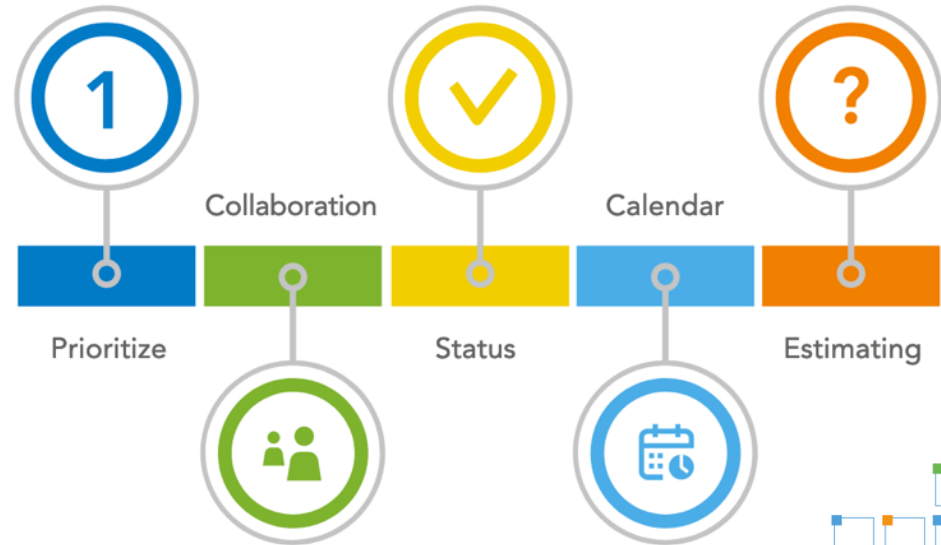 1
?
Collaboration
Calendar
Prioritize
Status
Estimating